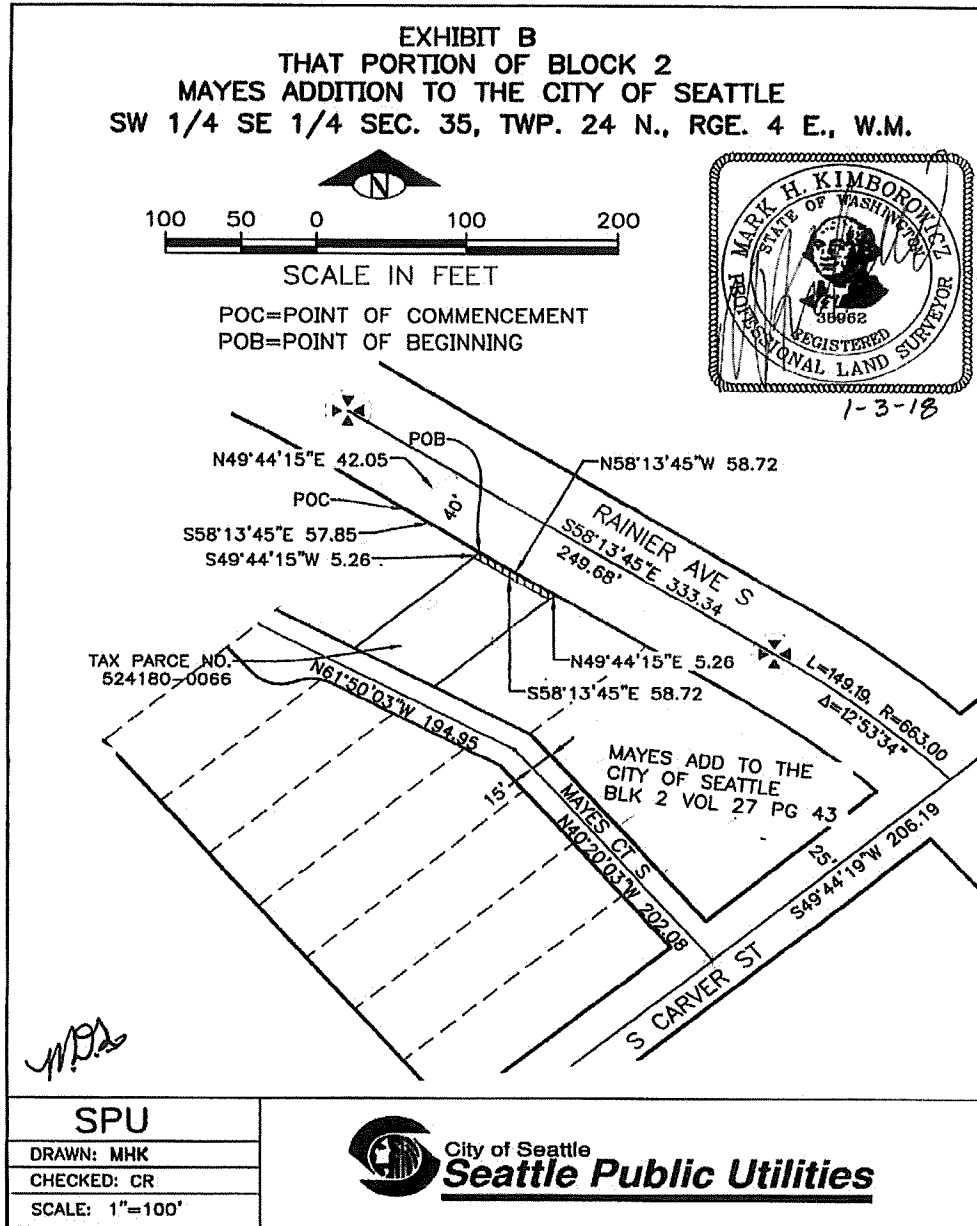 EXHIBIT B
THAT PORTION OF BLOCK 2
MAYES ADDITION TO THE CITY OF SEATTLE
SW 1/4 SE 1/4 SEC. 35, TWP. 24 N., RGE. 4 E., W.M.
N
100 50 0 100 200
SCALE IN FEET
POC=POINT OF COMMENCEMENT
POB=POINT OF BEGINNING
MARK H. KIMBOROWICZ
STATE OF WASHINGTON
REGISTERED
PROFESSIONAL LAND SURVEYOR
1-3-18
POB
N49°44'15"E 42.05
N58°13'45"W 58.72
POC
40'
S58°13'45"E 57.85
S49°44'15"W 5.26
RAINIER AVE S
S58°13'45"E 333.34
249.68'
TAX PARCE NO.
524180-0066
N49°44'15"E 5.26
S58°13'45"E 58.72
L=149.19, R=663.00
Δ=12°53'34"
N61°50'03"W 194.95
MAYES ADD TO THE
CITY OF SEATTLE
BLK 2 VOL 27 PG 43
15'
MAYES CT S
N40°20'03"W 202.08
25'
S49°44'19"W 206.19
S CARVER ST
SPU
DRAWN: MHK
CHECKED: CR
SCALE: 1"=100'
City of Seattle
Seattle Public Utilities